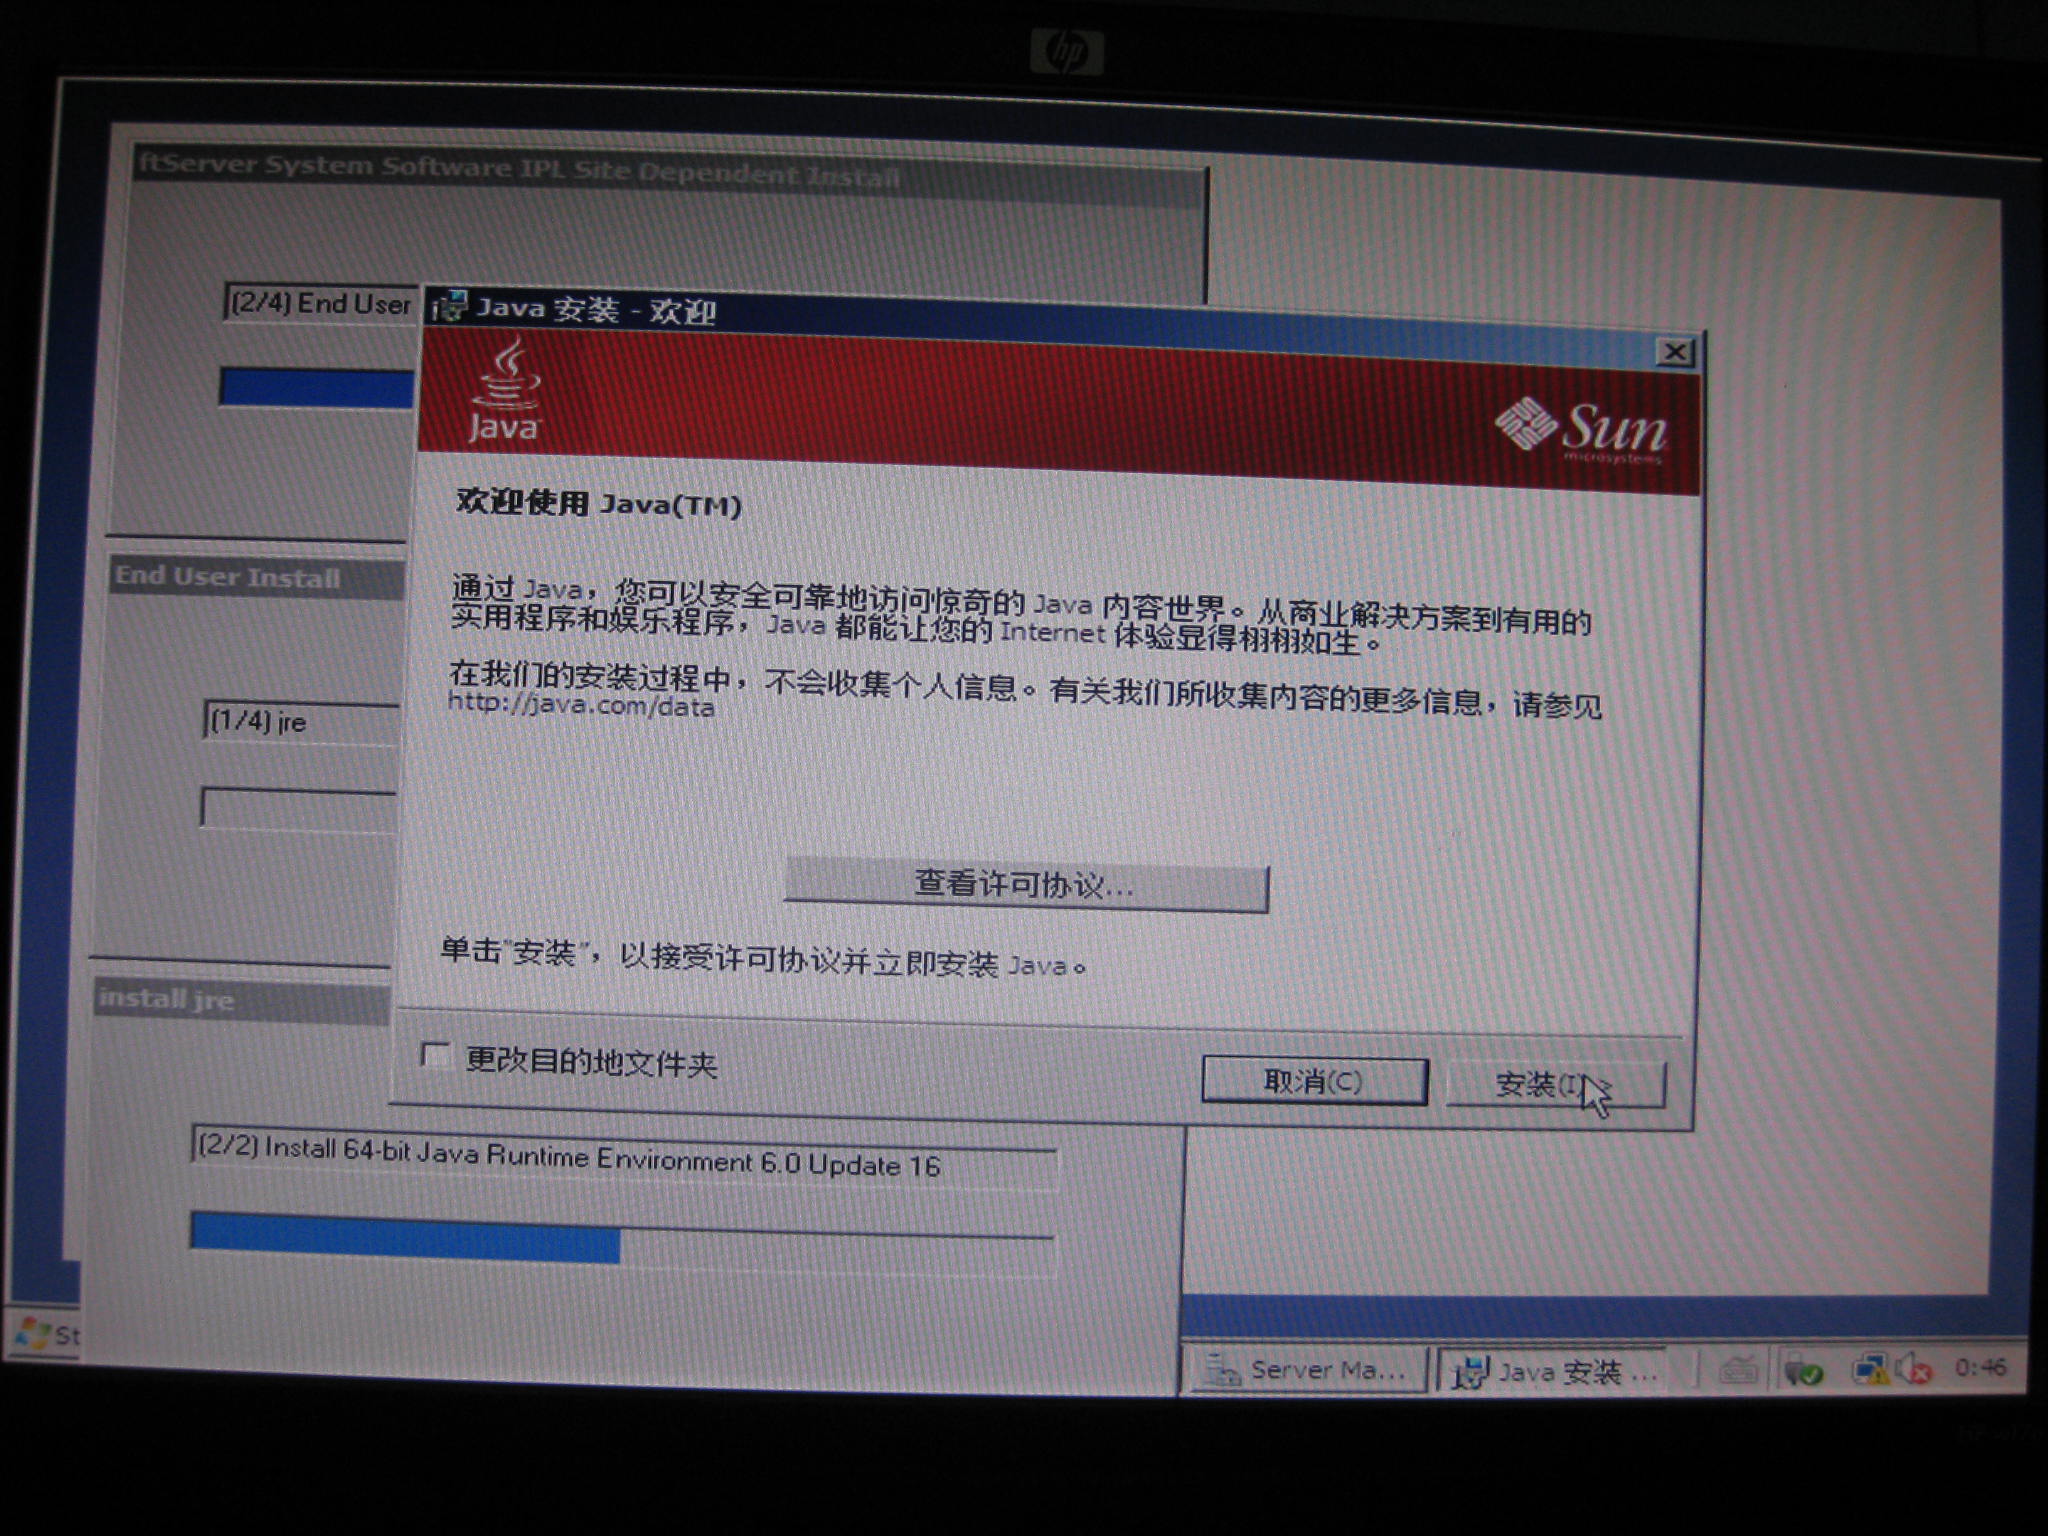 hp
ftServer System Software IPL Site Dependent Install
(2/4) End User
Java 安装 - 欢迎
Java
Sun
microsystems
欢迎使用 Java(TM)
通过 Java，您可以安全可靠地访问惊奇的 Java 内容世界。从商业解决方案到有用的
实用程序和娱乐程序，Java 都能让您的 Internet 体验显得栩栩如生。
在我们的安装过程中，不会收集个人信息。有关我们所收集内容的更多信息，请参见
http://java.com/data
查看许可协议...
单击"安装"，以接受许可协议并立即安装 Java。
更改目的地文件夹
取消(C)
安装(I)
End User Install
(1/4) jre
install jre
(2/2) Install 64-bit Java Runtime Environment 6.0 Update 16
St
Server Ma...
Java 安装 ...
0:46